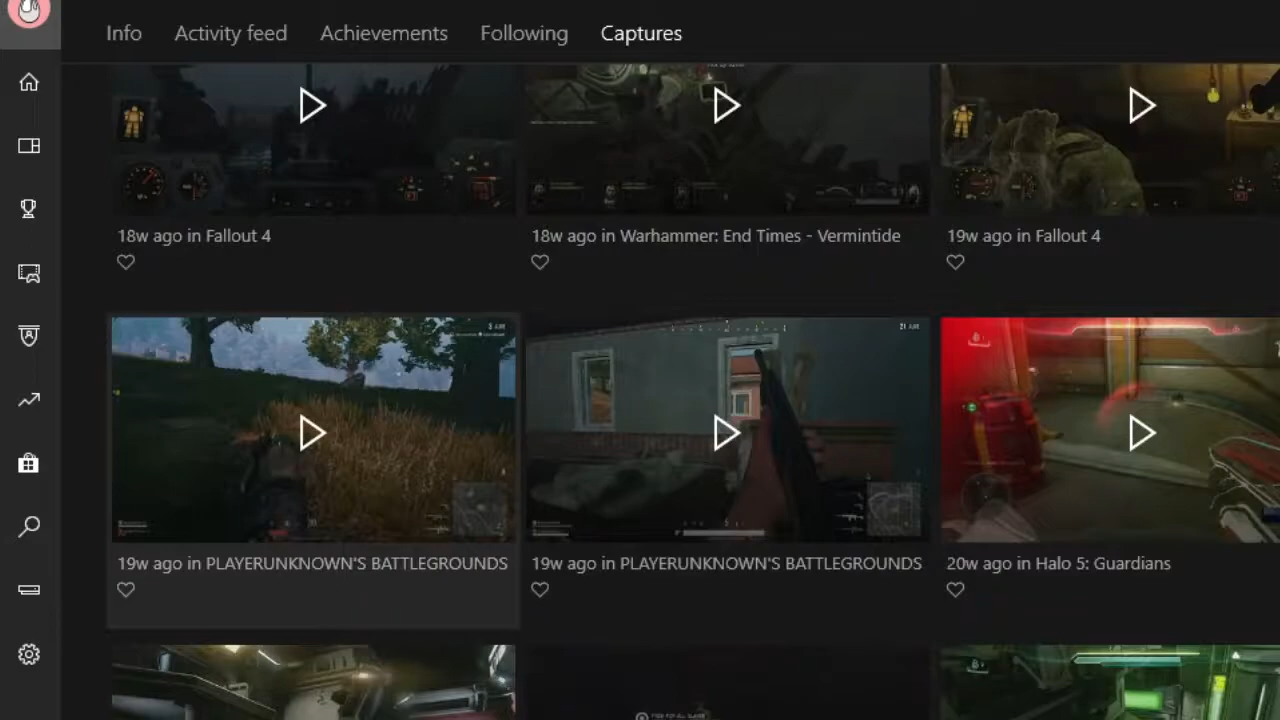 Info Activity feed Achievements Following Captures
18w ago in Fallout 4
18w ago in Warhammer: End Times - Vermintide
19w ago in Fallout 4
19w ago in PLAYERUNKNOWN'S BATTLEGROUNDS
19w ago in PLAYERUNKNOWN'S BATTLEGROUNDS
20w ago in Halo 5: Guardians